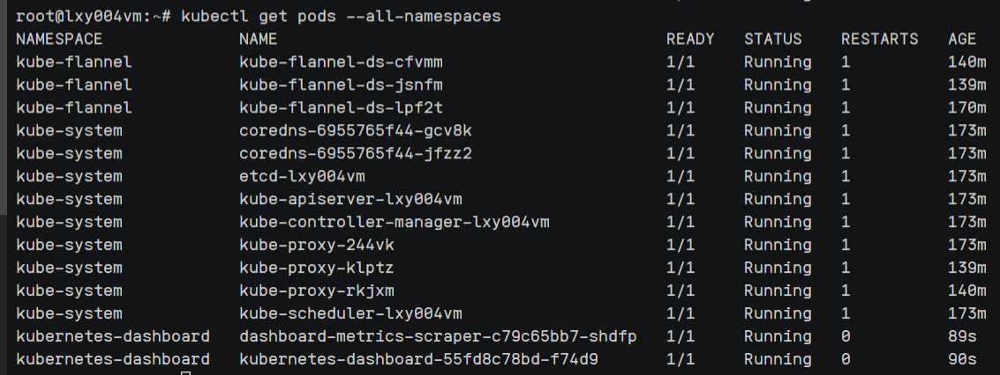 root@lxy004vm:~# kubectl get pods --all-namespaces
NAMESPACE NAME READY STATUS RESTARTS AGE
kube-flannel kube-flannel-ds-cfvmm 1/1 Running 1 140m
kube-flannel kube-flannel-ds-jsnfm 1/1 Running 1 139m
kube-flannel kube-flannel-ds-lpf2t 1/1 Running 1 170m
kube-system coredns-6955765f44-gcv8k 1/1 Running 1 173m
kube-system coredns-6955765f44-jfzz2 1/1 Running 1 173m
kube-system etcd-lxy004vm 1/1 Running 1 173m
kube-system kube-apiserver-lxy004vm 1/1 Running 1 173m
kube-system kube-controller-manager-lxy004vm 1/1 Running 1 173m
kube-system kube-proxy-244vk 1/1 Running 1 173m
kube-system kube-proxy-klptz 1/1 Running 1 139m
kube-system kube-proxy-rkjxm 1/1 Running 1 140m
kube-system kube-scheduler-lxy004vm 1/1 Running 1 173m
kubernetes-dashboard dashboard-metrics-scraper-c79c65bb7-shdfp 1/1 Running 0 89s
kubernetes-dashboard kubernetes-dashboard-55fd8c78bd-f74d9 1/1 Running 0 90s